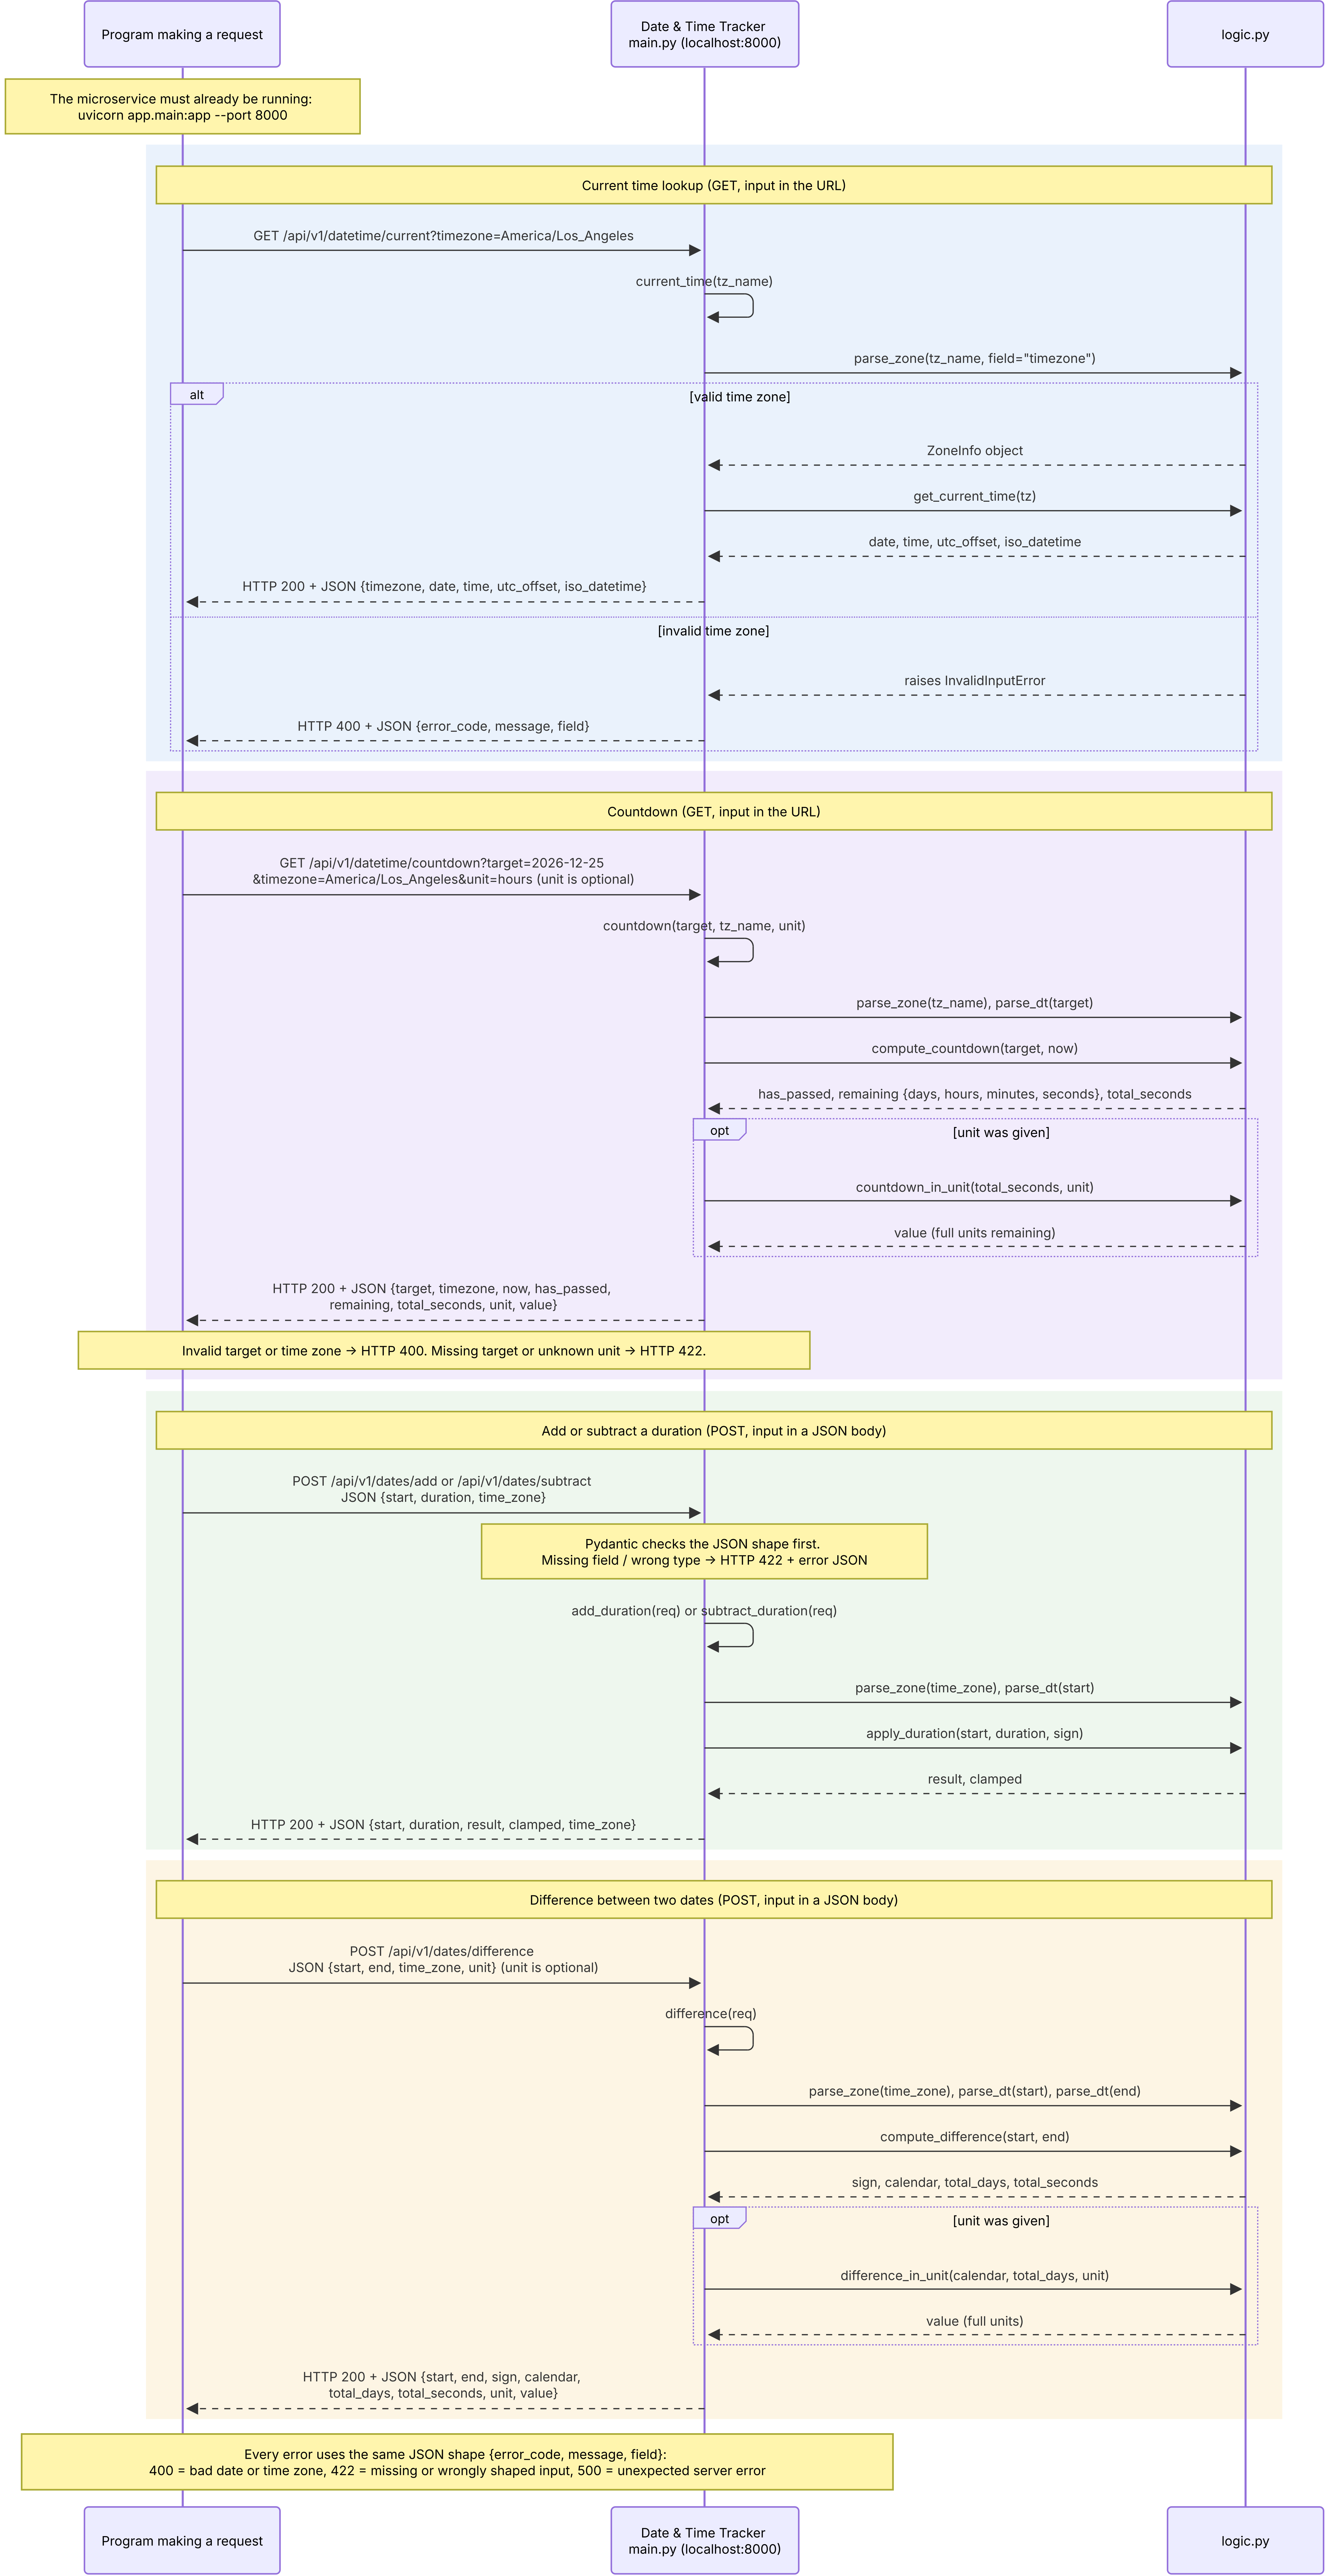 Program making a request
Date & Time Tracker
main.py (localhost:8000)
logic.py
The microservice must already be running:
uvicorn app.main:app --port 8000
Current time lookup (GET, input in the URL)
GET /api/v1/datetime/current?timezone=America/Los_Angeles
current_time(tz_name)
parse_zone(tz_name, field="timezone")
alt
[valid time zone]
ZoneInfo object
get_current_time(tz)
date, time, utc_offset, iso_datetime
HTTP 200 + JSON {timezone, date, time, utc_offset, iso_datetime}
[invalid time zone]
raises InvalidInputError
HTTP 400 + JSON {error_code, message, field}
Countdown (GET, input in the URL)
GET /api/v1/datetime/countdown?target=2026-12-25
&timezone=America/Los_Angeles&unit=hours (unit is optional)
countdown(target, tz_name, unit)
parse_zone(tz_name), parse_dt(target)
compute_countdown(target, now)
has_passed, remaining {days, hours, minutes, seconds}, total_seconds
opt
[unit was given]
countdown_in_unit(total_seconds, unit)
value (full units remaining)
HTTP 200 + JSON {target, timezone, now, has_passed,
remaining, total_seconds, unit, value}
Invalid target or time zone → HTTP 400. Missing target or unknown unit → HTTP 422.
Add or subtract a duration (POST, input in a JSON body)
POST /api/v1/dates/add or /api/v1/dates/subtract
JSON {start, duration, time_zone}
Pydantic checks the JSON shape first.
Missing field / wrong type → HTTP 422 + error JSON
add_duration(req) or subtract_duration(req)
parse_zone(time_zone), parse_dt(start)
apply_duration(start, duration, sign)
result, clamped
HTTP 200 + JSON {start, duration, result, clamped, time_zone}
Difference between two dates (POST, input in a JSON body)
POST /api/v1/dates/difference
JSON {start, end, time_zone, unit} (unit is optional)
difference(req)
parse_zone(time_zone), parse_dt(start), parse_dt(end)
compute_difference(start, end)
sign, calendar, total_days, total_seconds
opt
[unit was given]
difference_in_unit(calendar, total_days, unit)
value (full units)
HTTP 200 + JSON {start, end, sign, calendar,
total_days, total_seconds, unit, value}
Every error uses the same JSON shape {error_code, message, field}:
400 = bad date or time zone, 422 = missing or wrongly shaped input, 500 = unexpected server error
Program making a request
Date & Time Tracker
main.py (localhost:8000)
logic.py